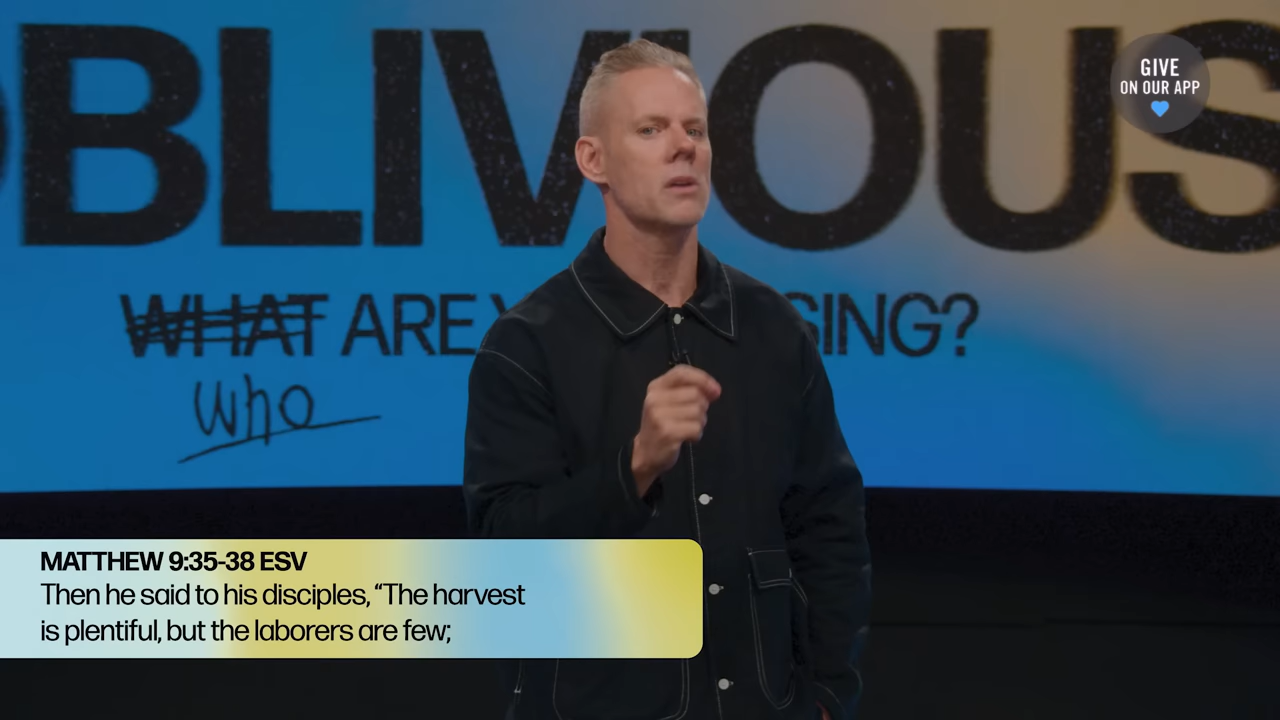 OBLIVIOUS
GIVE
ON OUR APP
WHAT ARE SING?
who
MATTHEW 9:35-38 ESV
Then he said to his disciples, “The harvest
is plentiful, but the laborers are few;